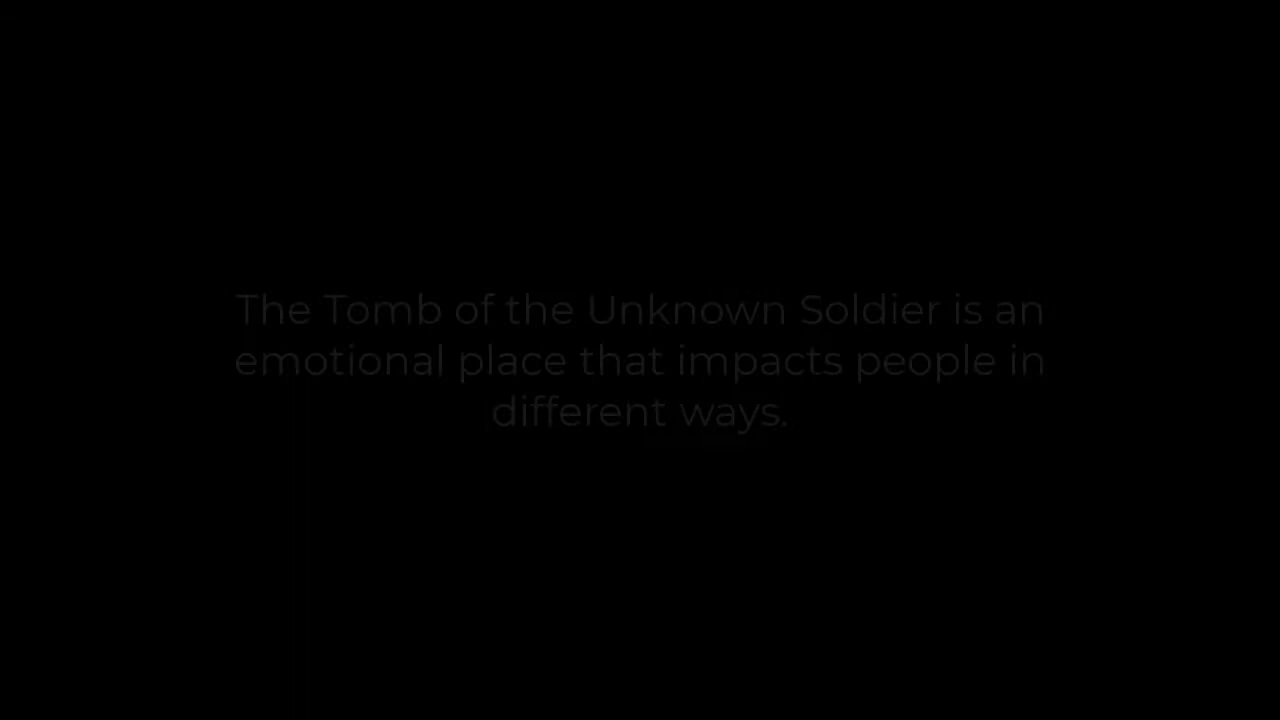 The Tomb of the Unknown Soldier is an
emotional place that impacts people in
different ways.